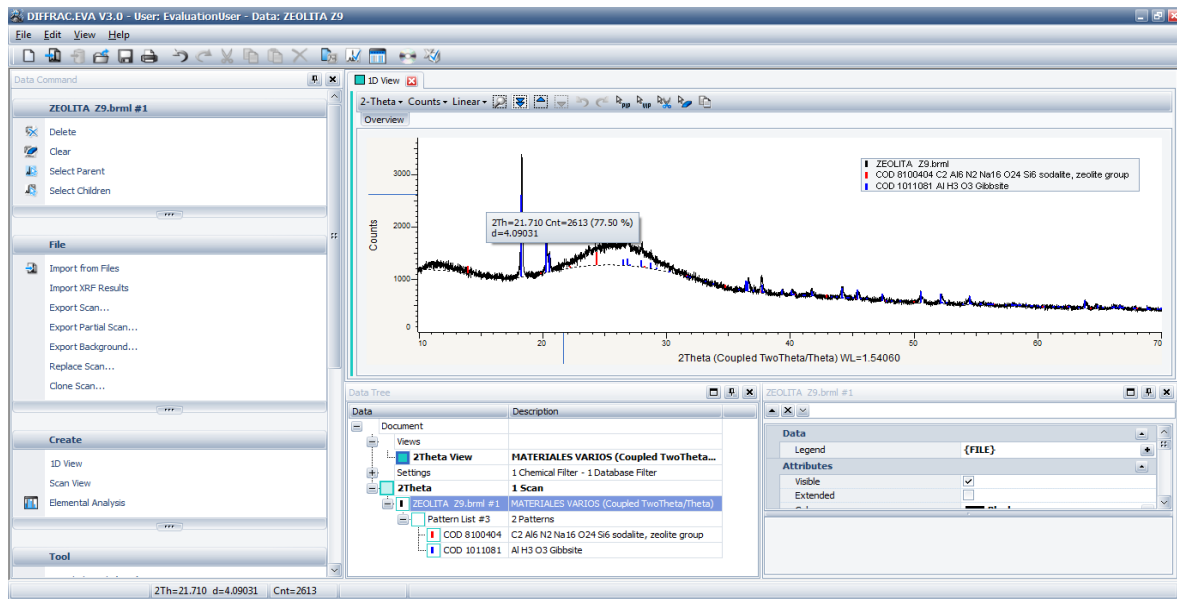 DIFFRAC.EVA V3.0 - User: EvaluationUser - Data: ZEOLITA Z9
File Edit View Help
Data Command
ZEOLITA Z9.brml #1
Delete
Clear
Select Parent
Select Children
File
Import from Files
Import XRF Results
Export Scan...
Export Partial Scan...
Export Background...
Replace Scan...
Clone Scan...
Create
1D View
Scan View
Elemental Analysis
Tool
1D View
2-Theta Counts Linear
Overview
ZEOLITA Z9.brml
COD 8100404 C2 Al6 N2 Na16 O24 Si6 sodalite, zeolite group
COD 1011081 Al H3 O3 Gibbsite
3000
2Th=21.710 Cnt=2613 (77.50 %)
d=4.09031
2000
Counts
1000
0
10 20 30 40 50 60 70
2Theta (Coupled TwoTheta/Theta) WL=1.54060
Data Tree
Data Description
Document
Views
2Theta View MATERIALES VARIOS (Coupled TwoTheta...
Settings 1 Chemical Filter - 1 Database Filter
2Theta 1 Scan
ZEOLITA Z9.brml #1 MATERIALES VARIOS (Coupled TwoTheta/Theta)
Pattern List #3 2 Patterns
COD 8100404 C2 Al6 N2 Na16 O24 Si6 sodalite, zeolite group
COD 1011081 Al H3 O3 Gibbsite
ZEOLITA Z9.brml #1
Data
Legend {FILE}
Attributes
Visible
Extended
2Th=21.710 d=4.09031 Cnt=2613